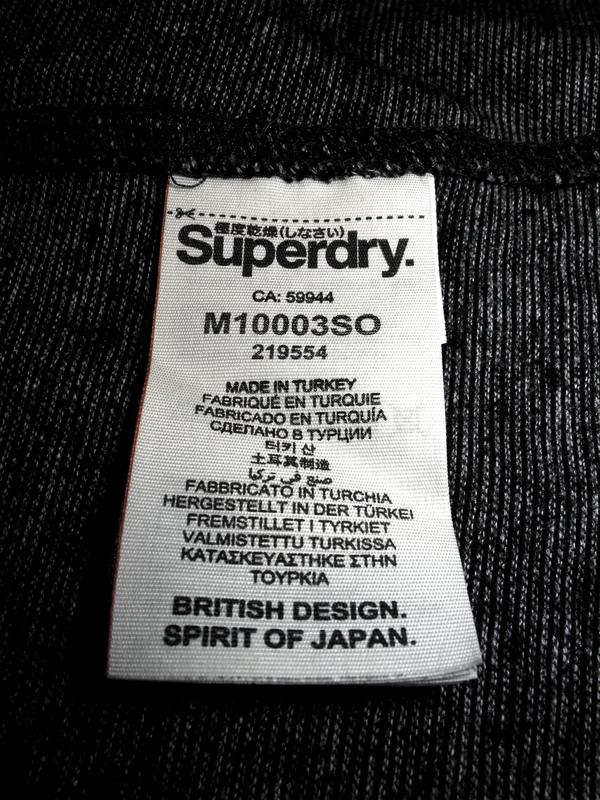 極度乾燥(しなさい)
Superdry.
CA: 59944
M10003SO
219554
MADE IN TURKEY
FABRIQUÉ EN TURQUIE
FABRICADO EN TURQUÍA
СДЕЛАНО В ТУРЦИИ
터키 산
土耳其制造
صنع في تركيا
FABBRICATO IN TURCHIA
HERGESTELLT IN DER TÜRKEI
FREMSTILLET I TYRKIET
VALMISTETTU TURKISSA
ΚΑΤΑΣΚΕΥΑΣΤΗΚΕ ΣΤΗΝ
ΤΟΥΡΚΙΑ
BRITISH DESIGN.
SPIRIT OF JAPAN.